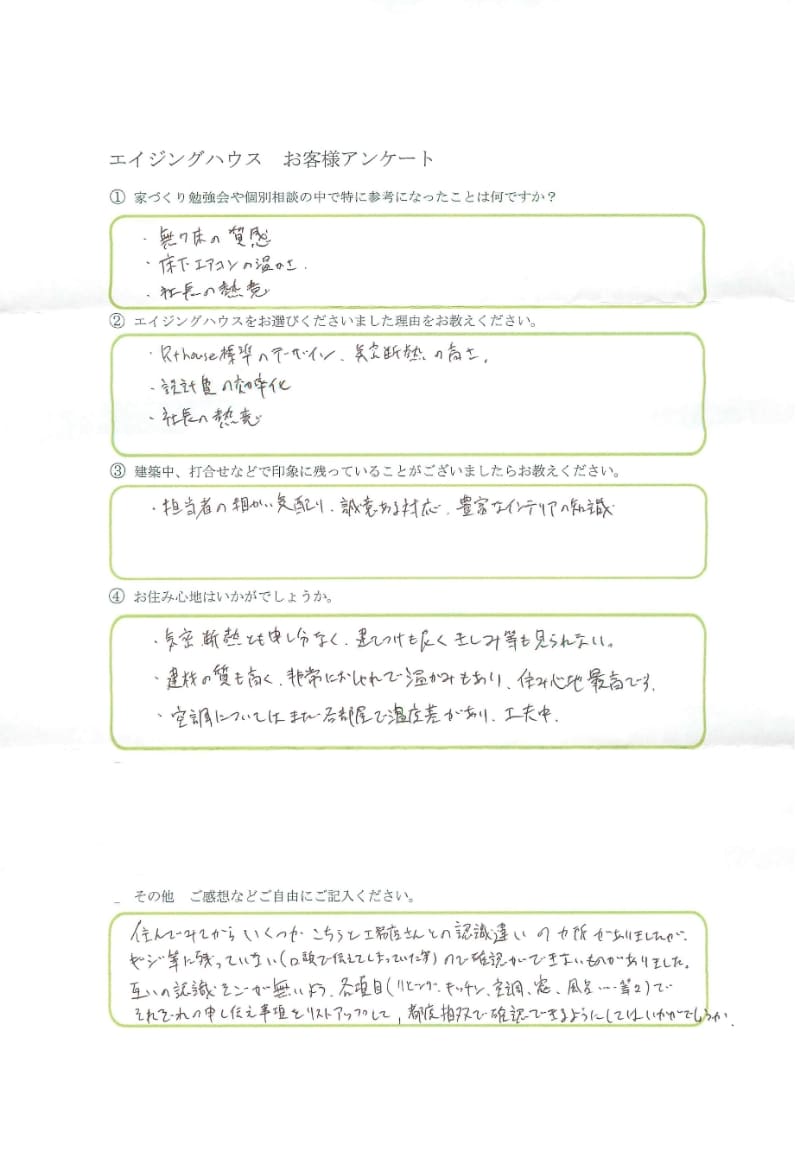 エイジングハウス　お客様アンケート
① 家づくり勉強会や個別相談の中で特に参考になったことは何ですか？
・無ク床の質感
・床下エアコンの温かさ.
・社長の熱意
② エイジングハウスをお選びくださいました理由をお教えください。
・R+house標準のデザイン、気密断熱の高さ。
・設計費の効率化
・社長の熱意
③ 建築中、打合せなどで印象に残っていることがございましたらお教えください。
・担当者の細かい気配り、誠意ある対応、豊富なインテリアの知識
④ お住み心地はいかがでしょうか。
・気密断熱とも申し分なく、建てつけも良くきしみ等も見られない。
・建材の質も高く、非常におしゃれで温かみもあり、住み心地最高です。
・空調についてはまだ各部屋で温度差があり、工夫中.
その他　ご感想などご自由にご記入ください。
住んでみてからいくつか こちらと工務店さんとの認識違いのカ所がありましたが、
等に残っていない(口頭で伝えてしまっていた等)ので確認ができないものがありました。
互いの認識そごが無いよう、各項目(リビング、キッチン、空調、窓、風呂…等々)で
それぞれの申し伝え事項をリストアップして、都度相双で確認できるようにしてはいかがでしょうか.